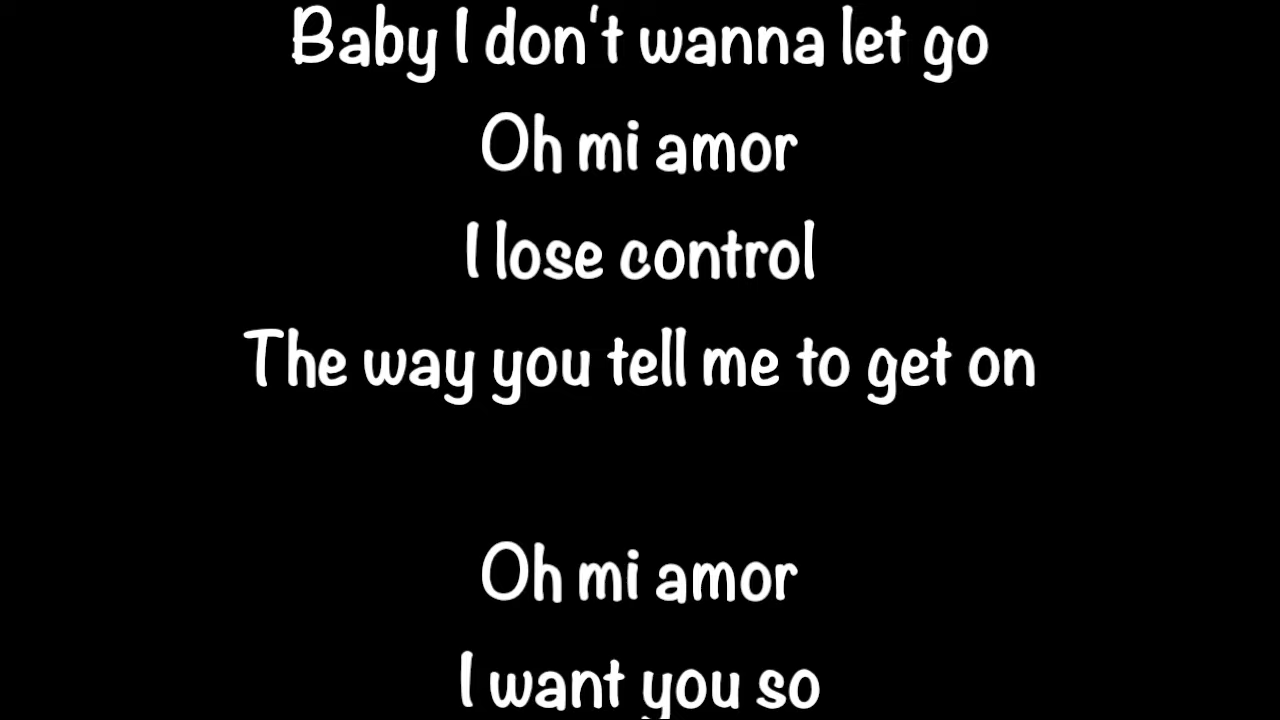 Baby I don't wanna let go
Oh mi amor
I lose control
The way you tell me to get on
Oh mi amor
I want you so